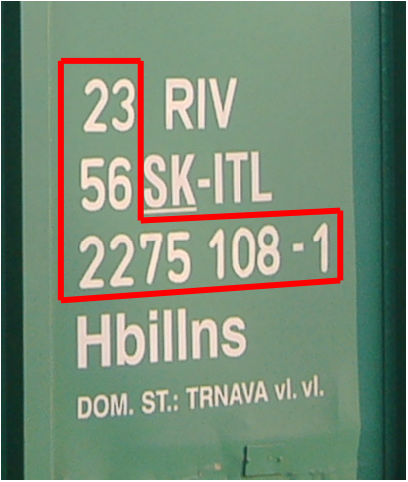 23 RIV
56 SK-ITL
2275 108-1
Hbillns
DOM. ST.: TRNAVA vl. vl.